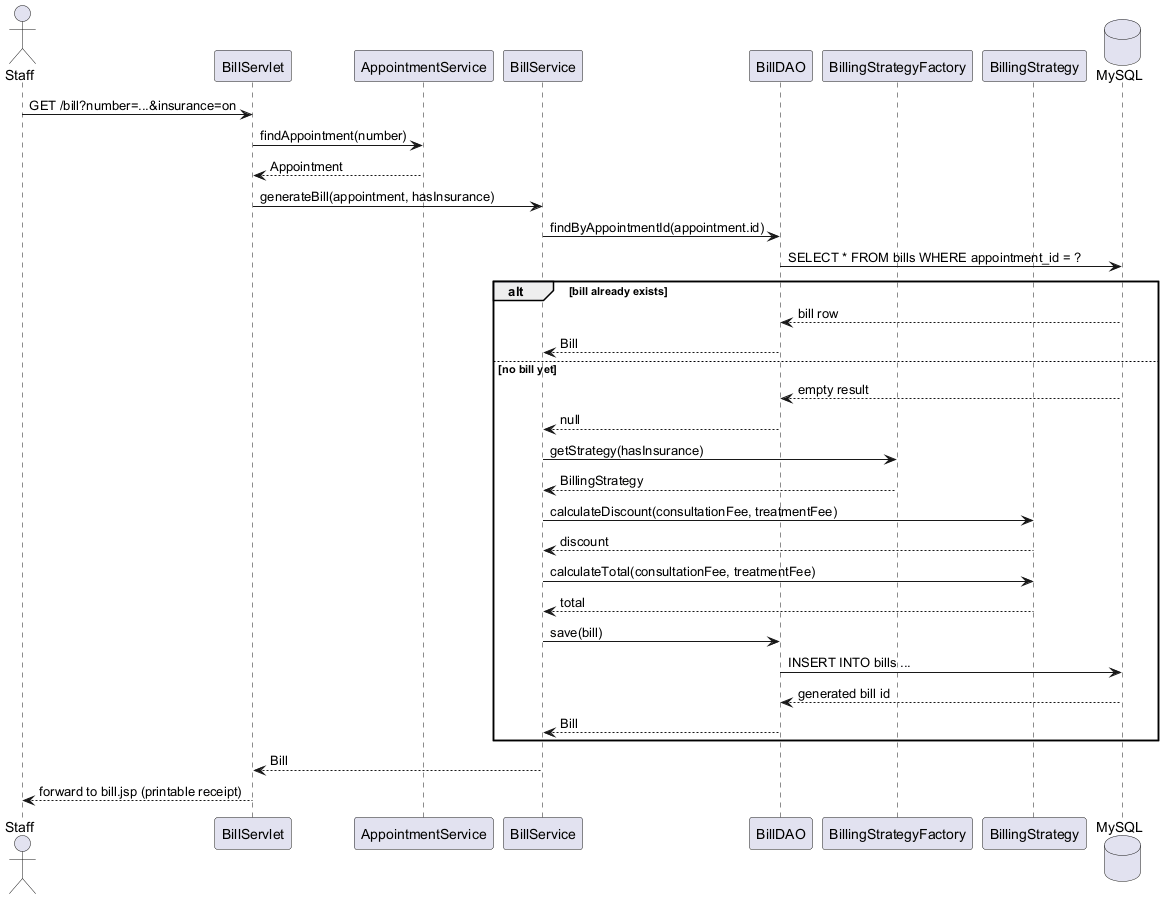 Staff
BillServlet
AppointmentService
BillService
BillDAO
BillingStrategyFactory
BillingStrategy
MySQL
GET /bill?number=...&insurance=on
findAppointment(number)
Appointment
generateBill(appointment, hasInsurance)
findByAppointmentId(appointment.id)
SELECT * FROM bills WHERE appointment_id = ?
alt
[bill already exists]
bill row
Bill
[no bill yet]
empty result
null
getStrategy(hasInsurance)
BillingStrategy
calculateDiscount(consultationFee, treatmentFee)
discount
calculateTotal(consultationFee, treatmentFee)
total
save(bill)
INSERT INTO bills ...
generated bill id
Bill
Bill
forward to bill.jsp (printable receipt)
Staff
BillServlet
AppointmentService
BillService
BillDAO
BillingStrategyFactory
BillingStrategy
MySQL